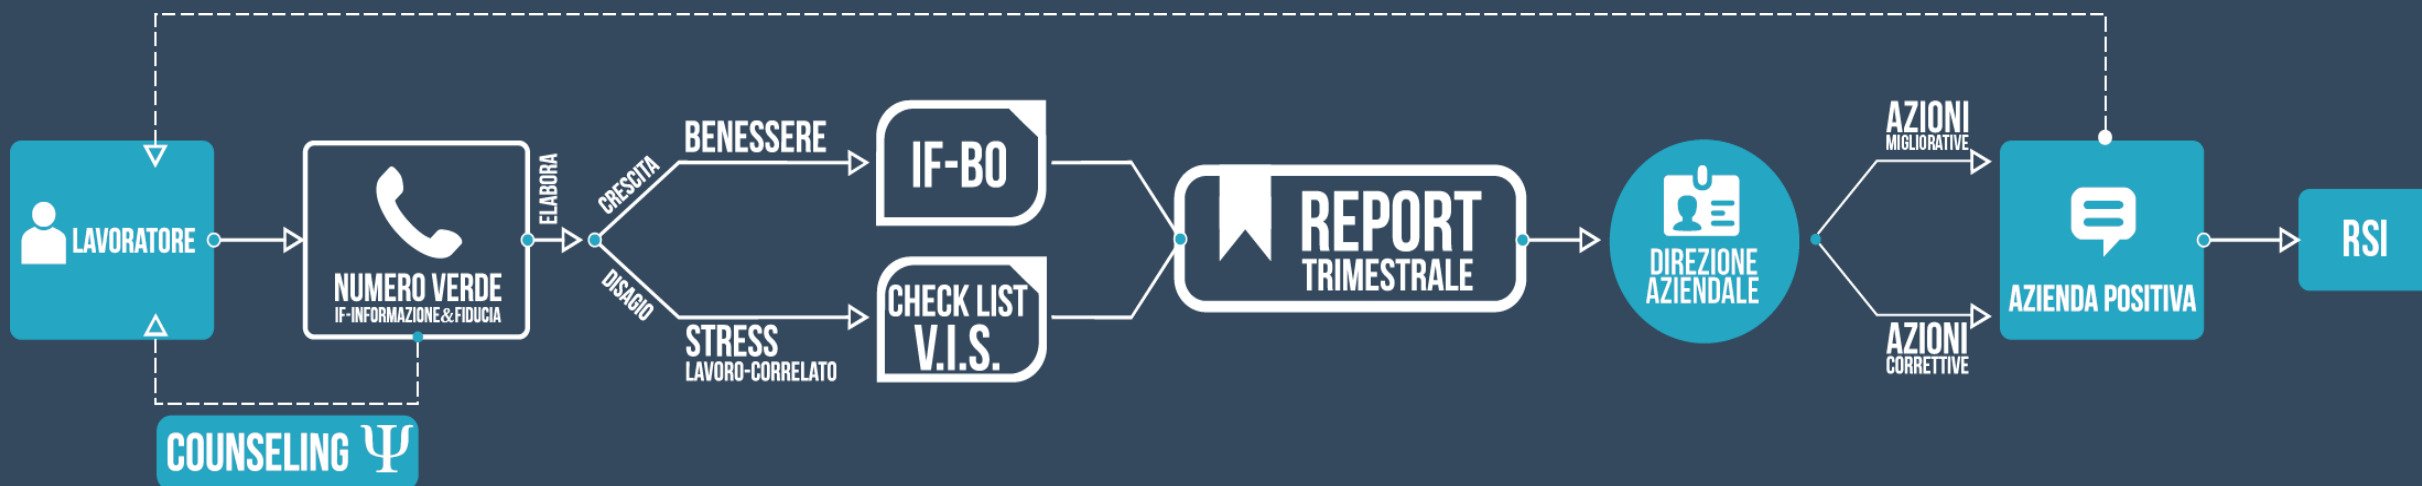 LAVORATORE
NUMERO VERDE
IF-INFORMAZIONE&FIDUCIA
COUNSELING Ψ
ELABORA
CRESCITA
BENESSERE
IF-BO
DISAGIO
STRESS
LAVORO-CORRELATO
CHECK LIST
V.I.S.
REPORT
TRIMESTRALE
DIREZIONE
AZIENDALE
AZIONI
MIGLIORATIVE
AZIONI
CORRETTIVE
AZIENDA POSITIVA
RSI